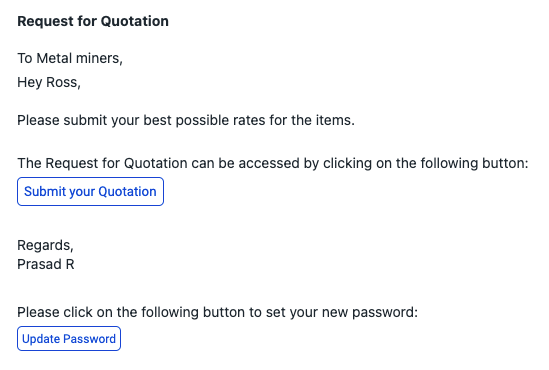 Request for Quotation
To Metal miners,
Hey Ross,
Please submit your best possible rates for the items.
The Request for Quotation can be accessed by clicking on the following button:
Submit your Quotation
Regards,
Prasad R
Please click on the following button to set your new password:
Update Password